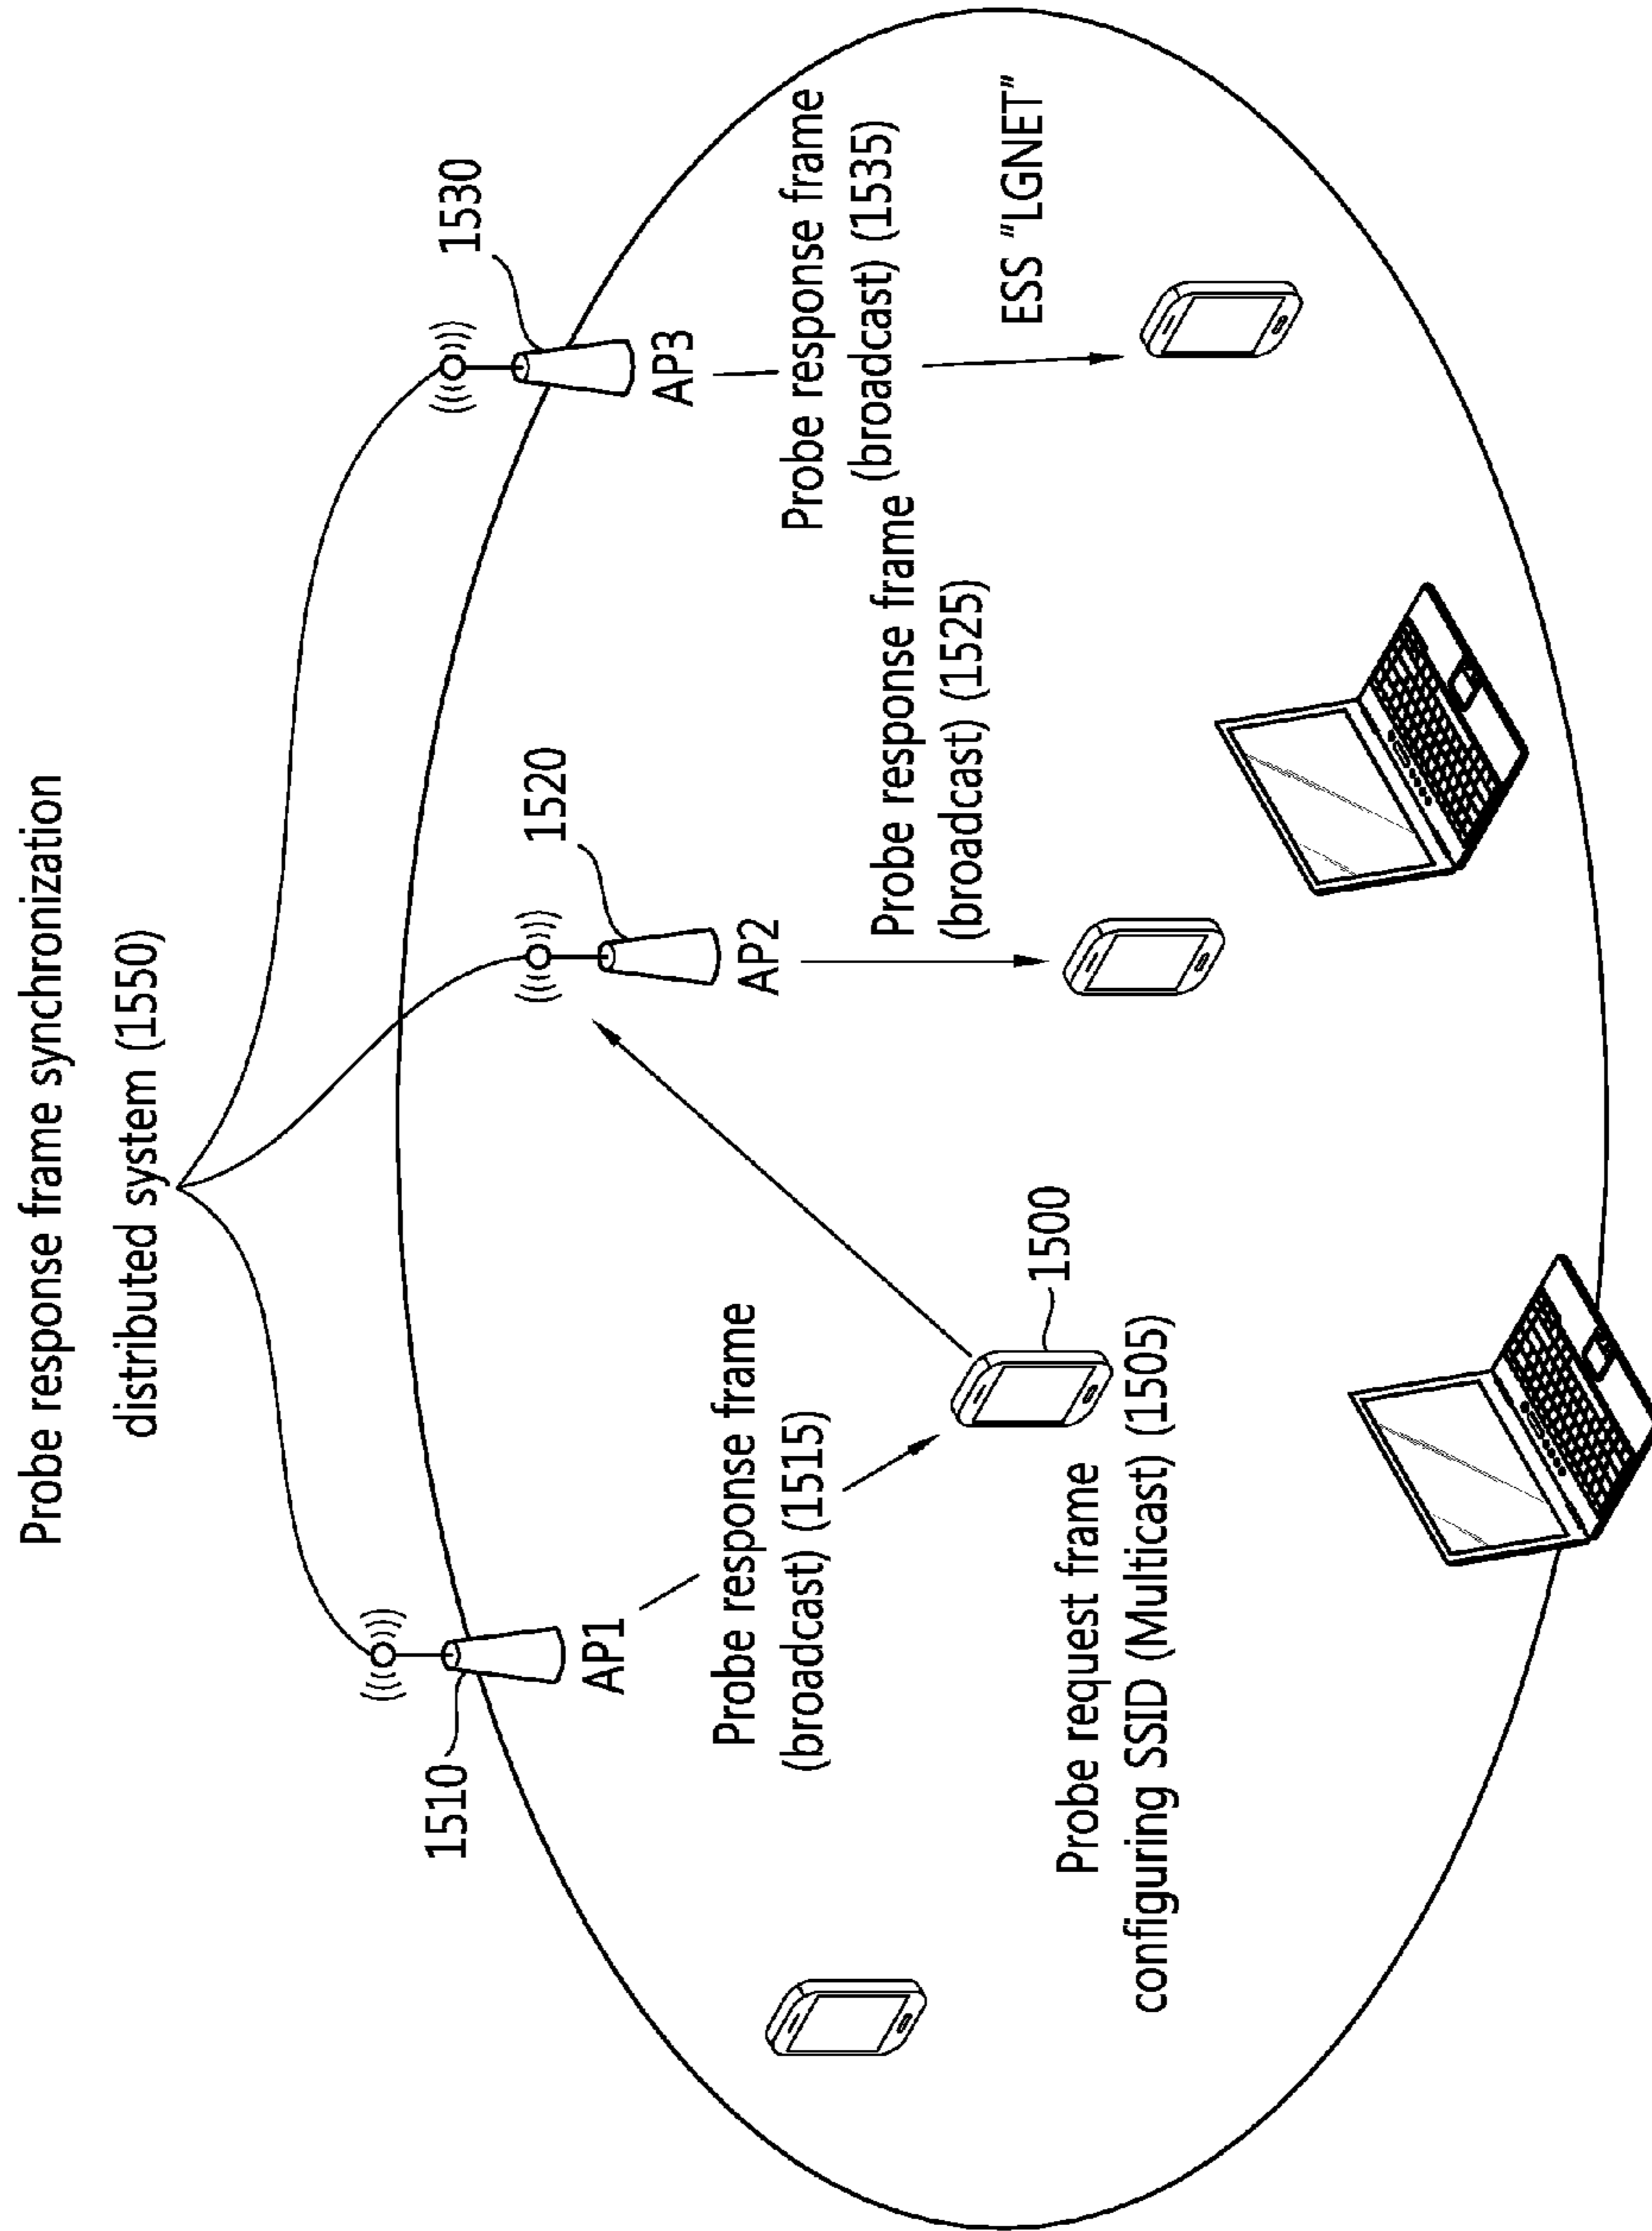 Probe response frame synchronization
distributed system (1550)
1510
1520
1530
AP1
AP2
AP3
Probe response frame
(broadcast) (1515)
Probe response frame
(broadcast) (1525)
Probe response frame
(broadcast) (1535)
1500
ESS "LGNET"
Probe request frame
configuring SSID (Multicast) (1505)